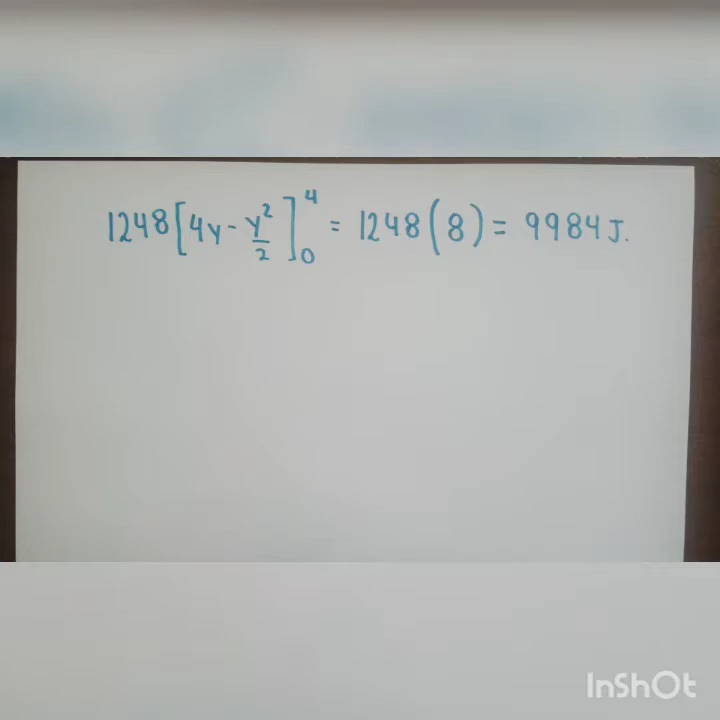 1248[4y - y²/2]₀⁴ = 1248(8) = 9984 J.
InShOt